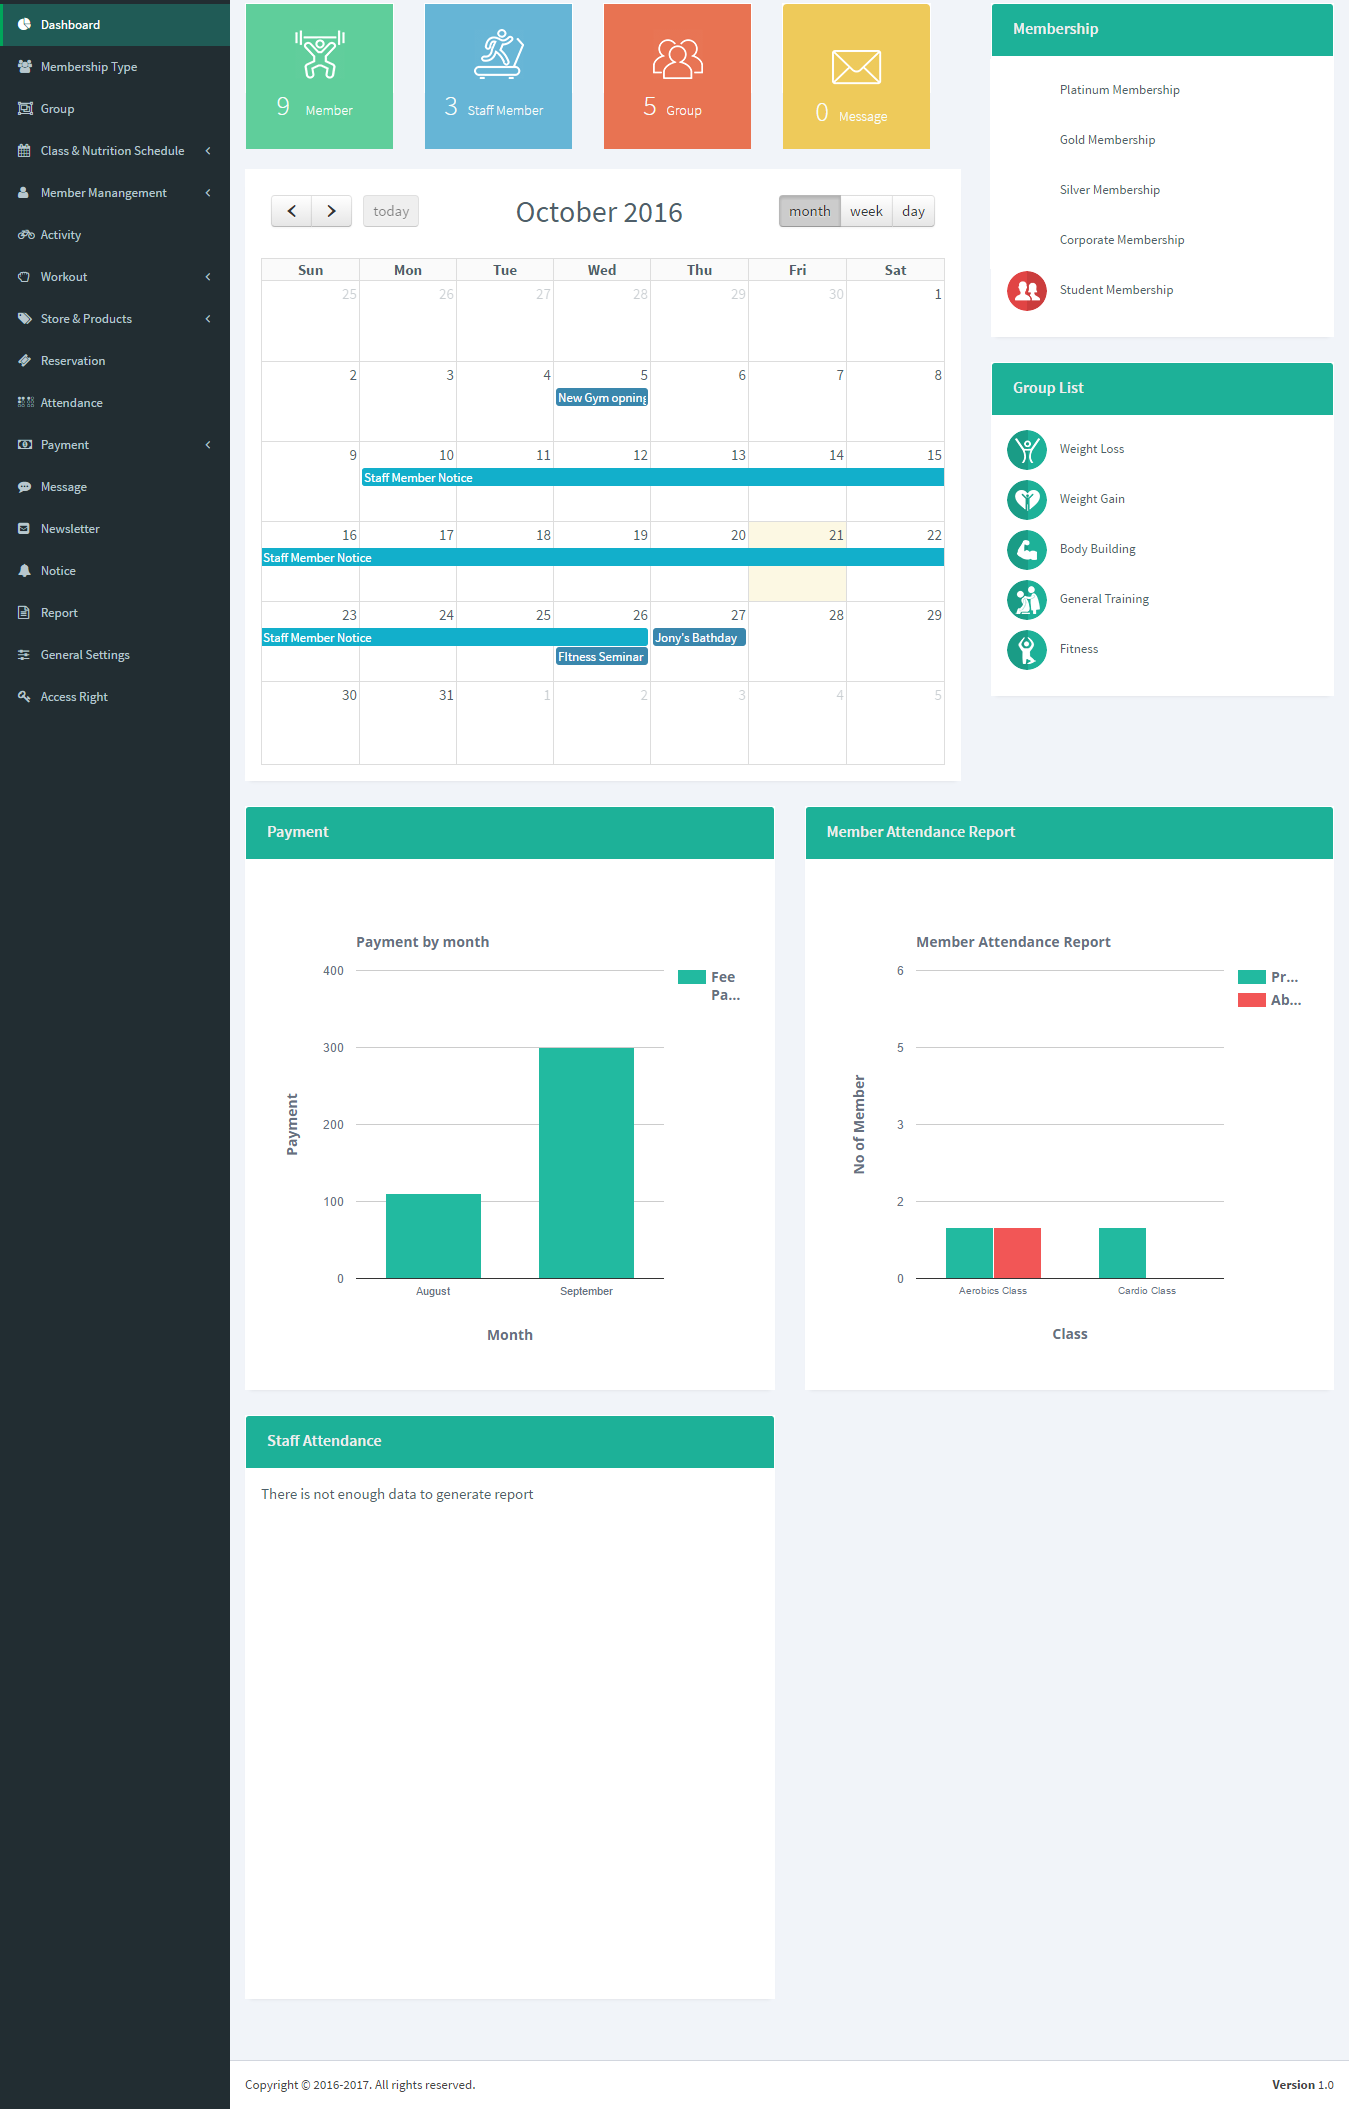 Dashboard
Membership Type
Group
Class & Nutrition Schedule
Member Manangement
Activity
Workout
Store & Products
Reservation
Attendance
Payment
Message
Newsletter
Notice
Report
General Settings
Access Right
9 Member
3 Staff Member
5 Group
0 Message
today
October 2016
month week day
Sun Mon Tue Wed Thu Fri Sat
25 26 27 28 29 30 1
2 3 4 5 6 7 8
New Gym opning
9 10 11 12 13 14 15
Staff Member Notice
16 17 18 19 20 21 22
Staff Member Notice
23 24 25 26 27 28 29
Staff Member Notice Jony's Bathday
FItness Seminar
30 31 1 2 3 4 5
Membership
Platinum Membership
Gold Membership
Silver Membership
Corporate Membership
Student Membership
Group List
Weight Loss
Weight Gain
Body Building
General Training
Fitness
Payment
Payment by month
400
300
200
100
0
Payment
August September
Month
Fee
Pa...
Member Attendance Report
Member Attendance Report
6
5
3
2
0
No of Member
Aerobics Class Cardio Class
Class
Pr...
Ab...
Staff Attendance
There is not enough data to generate report
Copyright © 2016-2017. All rights reserved.
Version 1.0